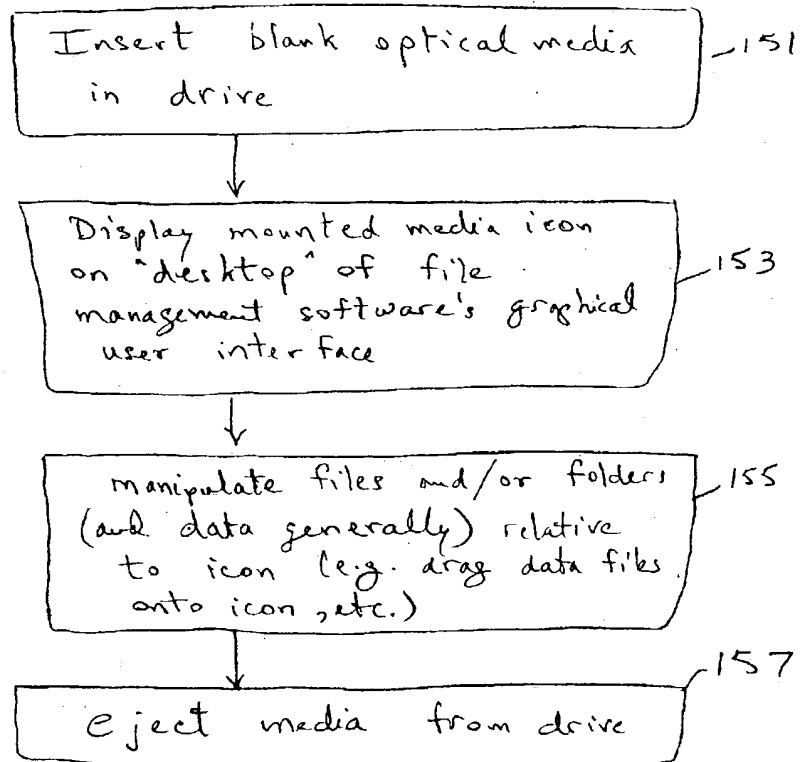 Insert blank optical media
in drive
151
Display mounted media icon
on "desktop" of file
management software's graphical
user interface
153
manipulate files and/or folders
(and data generally) relative
to icon (e.g. drag data files
onto icon, etc.)
155
eject media from drive
157